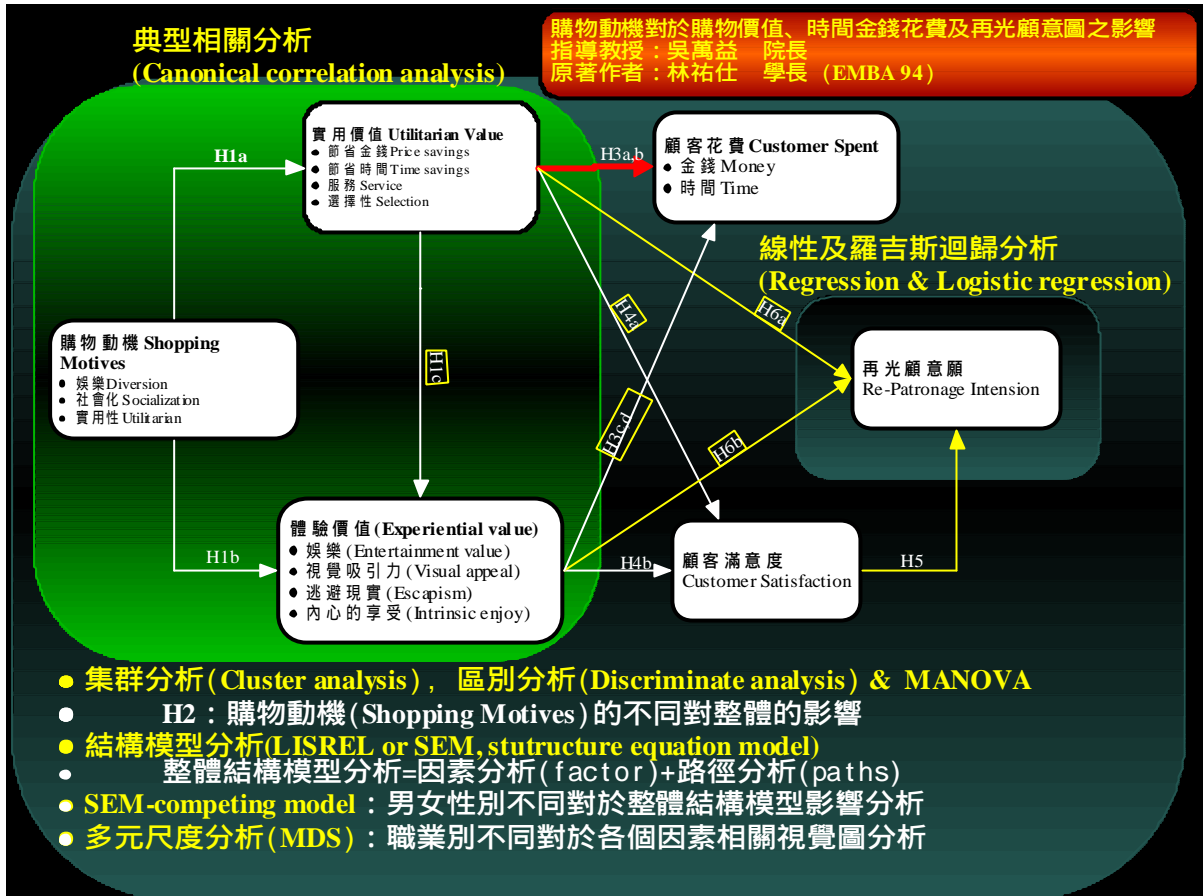 典型相關分析
(Canonical correlation analysis)
購物動機對於購物價值、時間金錢花費及再光顧意圖之影響
指導教授：吳萬益　院長
原著作者：林祐仕　學長 (EMBA 94)
實用價值 Utilitarian Value
● 節省金錢 Price savings
● 節省時間 Time savings
● 服務 Service
● 選擇性 Selection
H1a
H3a,b
顧客花費 Customer Spent
● 金錢 Money
● 時間 Time
線性及羅吉斯迴歸分析
(Regression & Logistic regression)
購物動機 Shopping
Motives
● 娛樂Diversion
● 社會化 Socialization
● 實用性 Utilitarian
H1c
H4a
H6a
H3c,d
H6b
再光顧意願
Re-Patronage Intension
H1b
體驗價值 (Experiential value)
● 娛樂 (Entertainment value)
● 視覺吸引力 (Visual appeal)
● 逃避現實 (Escapism)
● 內心的享受 (Intrinsic enjoy)
H4b
顧客滿意度
Customer Satisfaction
H5
● 集群分析(Cluster analysis)，區別分析(Discriminate analysis) & MANOVA
● H2：購物動機(Shopping Motives)的不同對整體的影響
● 結構模型分析(LISREL or SEM, stutructure equation model)
● 整體結構模型分析=因素分析(factor)+路徑分析(paths)
● SEM-competing model：男女性別不同對於整體結構模型影響分析
● 多元尺度分析(MDS)：職業別不同對於各個因素相關視覺圖分析